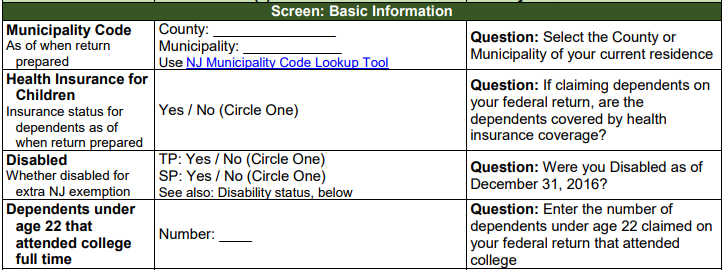 Screen: Basic Information
Municipality Code
As of when return
prepared
County: _______________
Municipality: ____________
Use NJ Municipality Code Lookup Tool
Question: Select the County or
Municipality of your current residence
Health Insurance for
Children
Insurance status for
dependents as of
when return prepared
Yes / No (Circle One)
Question: If claiming dependents on
your federal return, are the
dependents covered by health
insurance coverage?
Disabled
Whether disabled for
extra NJ exemption
TP: Yes / No (Circle One)
SP: Yes / No (Circle One)
See also: Disability status, below
Question: Were you Disabled as of
December 31, 2016?
Dependents under
age 22 that
attended college
full time
Number: ____
Question: Enter the number of
dependents under age 22 claimed on
your federal return that attended
college